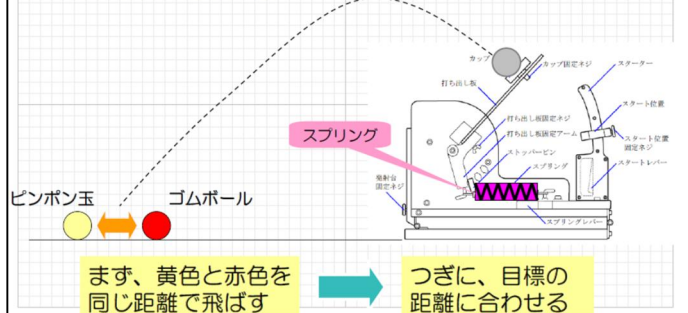 カップ
カップ固定ネジ
スターター
打ち出し板
スタート位置
打ち出し板固定ネジ
スプリング
打ち出し板固定アーム
スタート位置
固定ネジ
ストッパーピン
スプリング
スタートレバー
ピンポン玉
ゴムボール
発射台
固定ネジ
スプリングレバー
まず、黄色と赤色を
同じ距離で飛ばす
つぎに、目標の
距離に合わせる